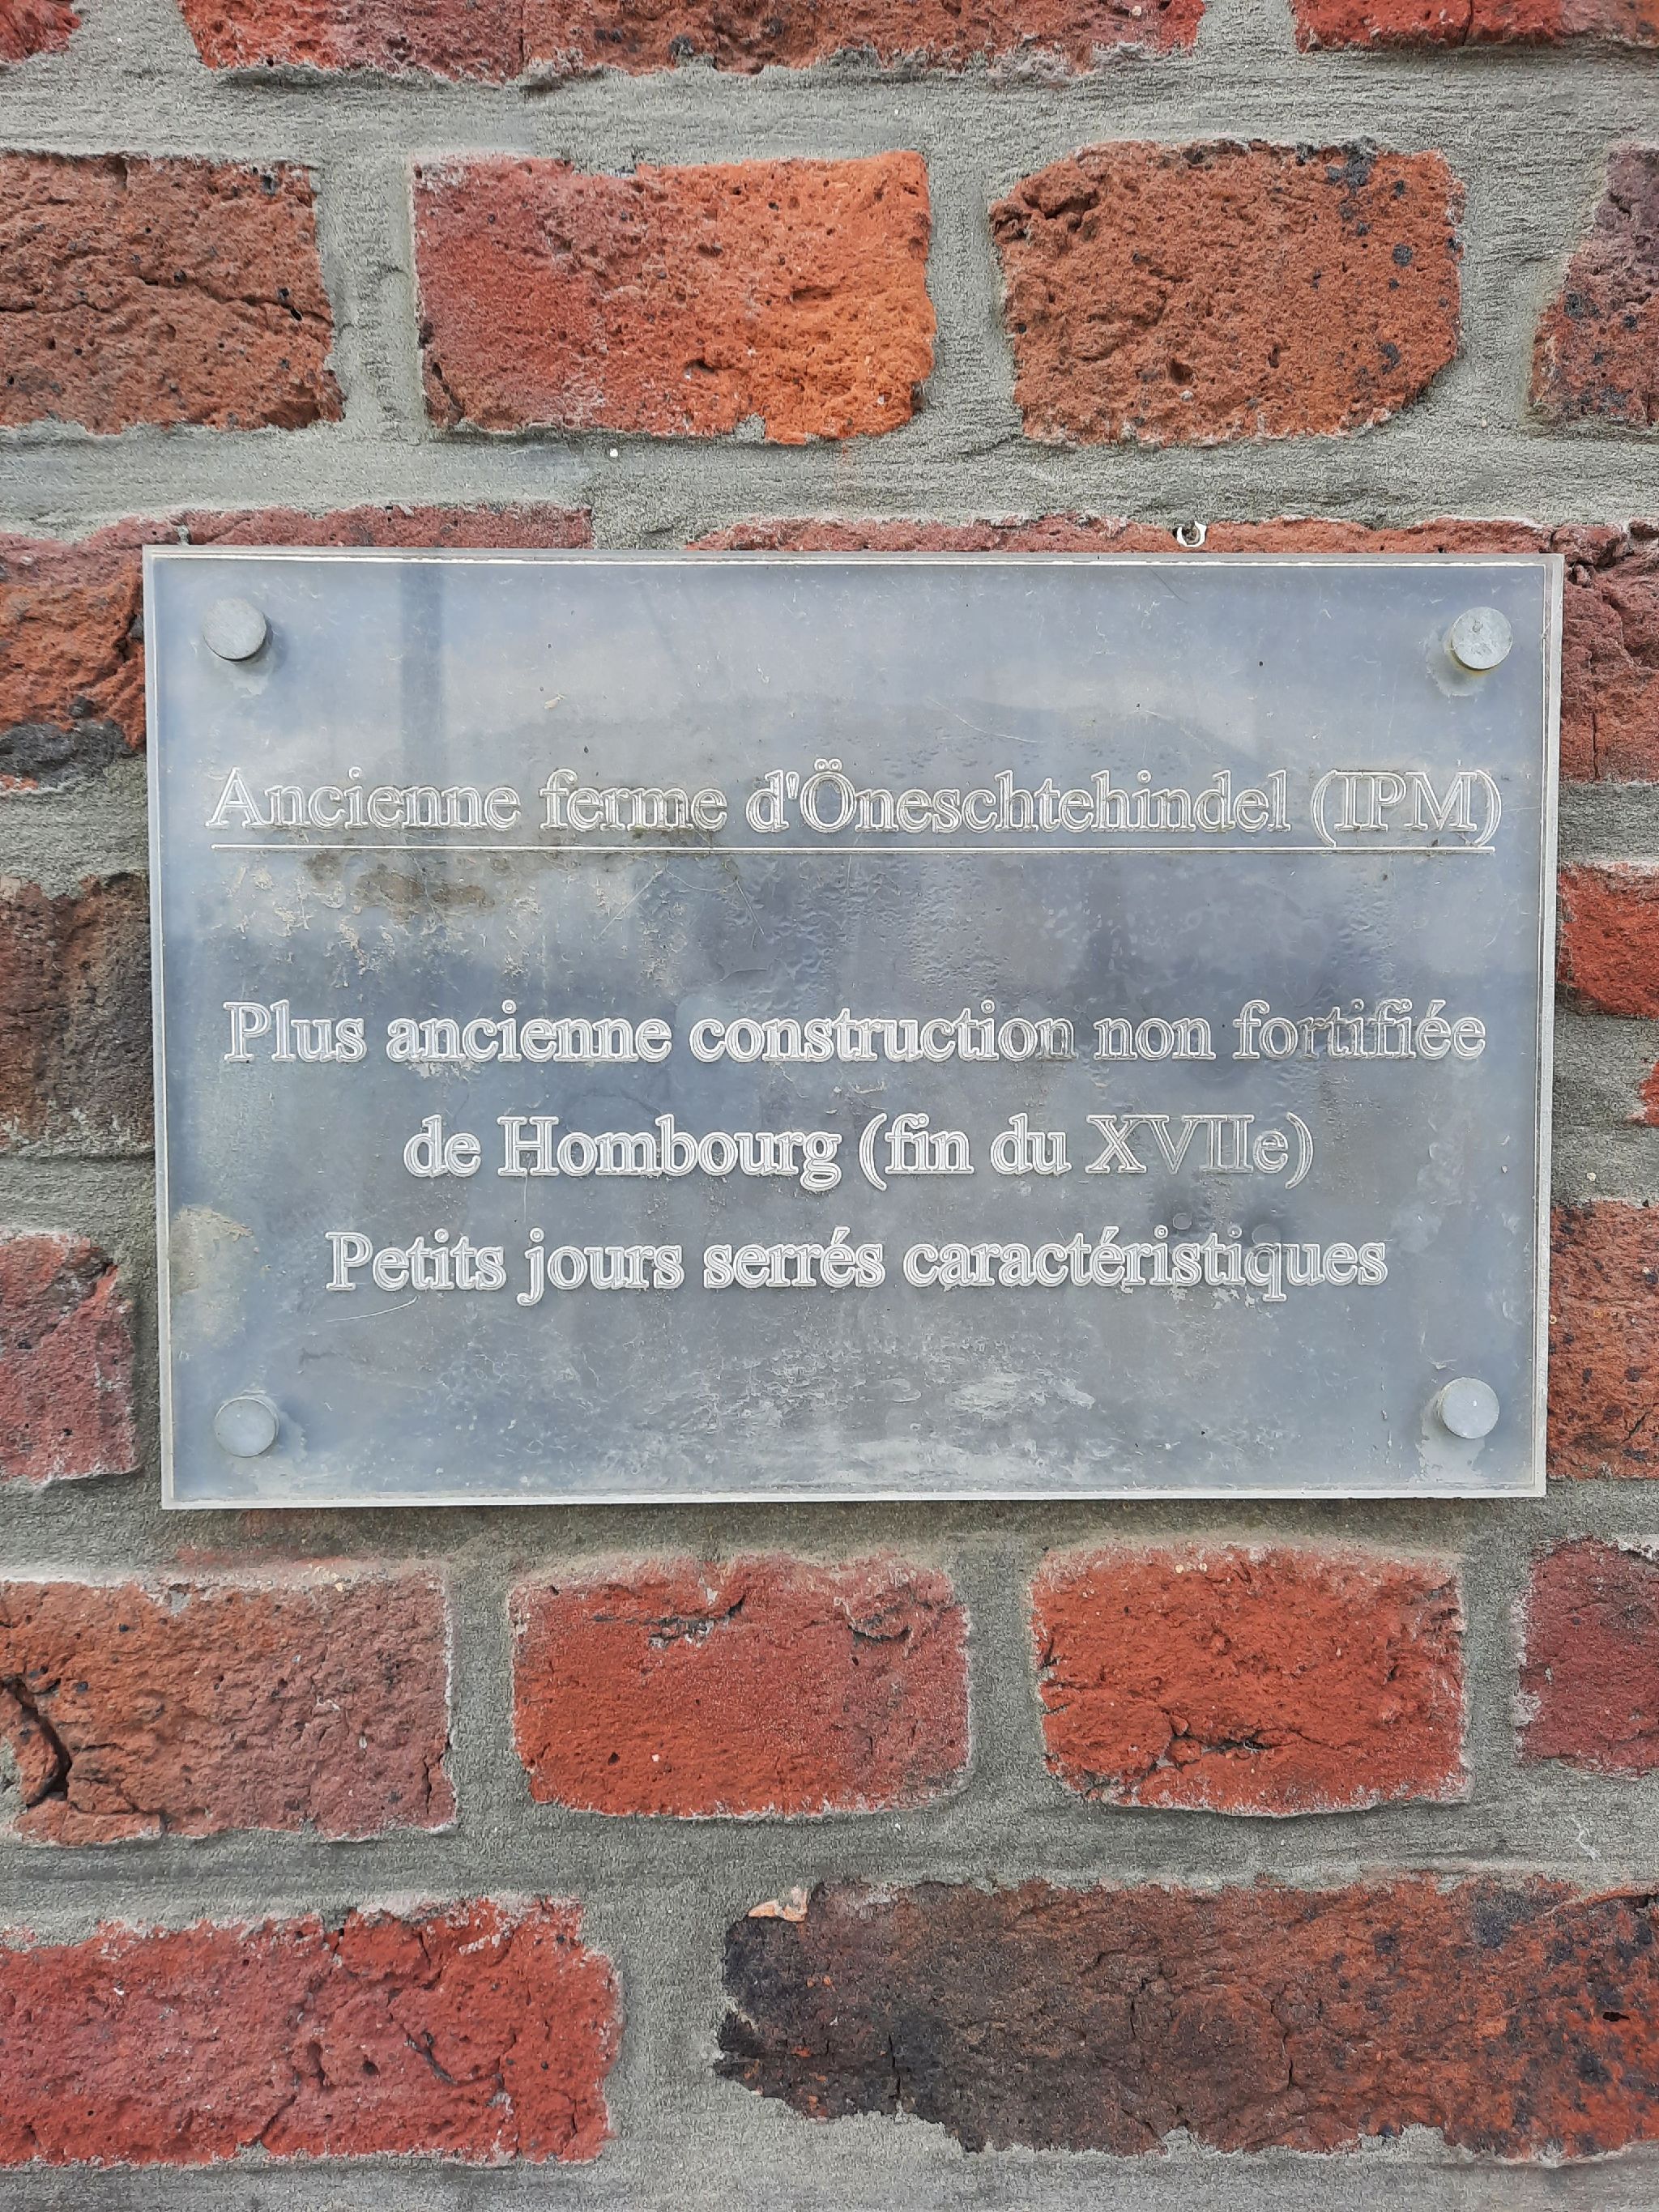 Ancienne ferme d'Öneschtehindel (IPM)
Plus ancienne construction non fortifiée
de Hombourg (fin du XVIIe)
Petits jours serrés caractéristiques